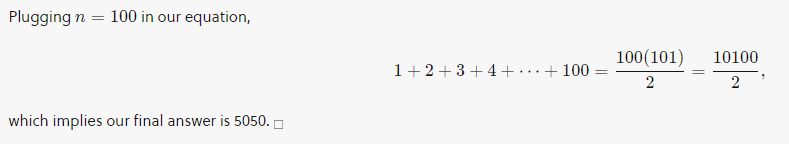 Plugging n = 100 in our equation,
1 + 2 + 3 + 4 + ⋯ + 100 = 100(101)/2 = 10100/2,
which implies our final answer is 5050. □